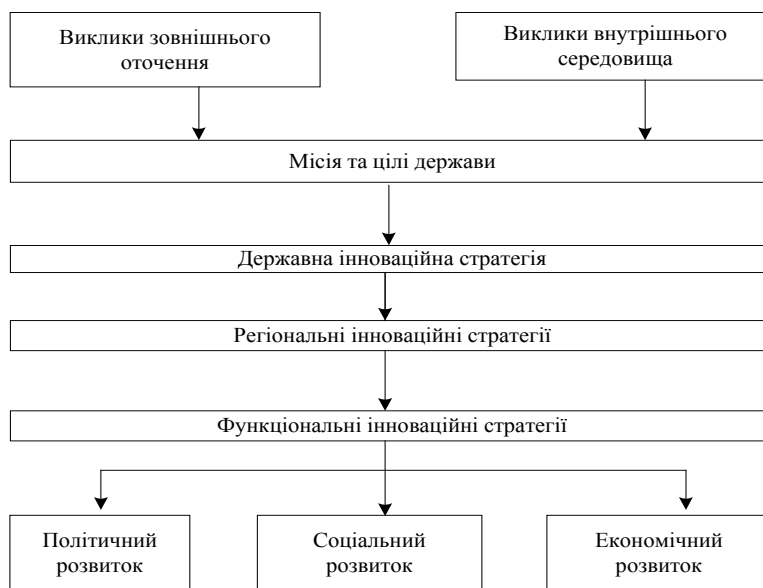 Виклики зовнішнього
оточення
Виклики внутрішнього
середовища
Місія та цілі держави
Державна інноваційна стратегія
Регіональні інноваційні стратегії
Функціональні інноваційні стратегії
Політичний
розвиток
Соціальний
розвиток
Економічний
розвиток